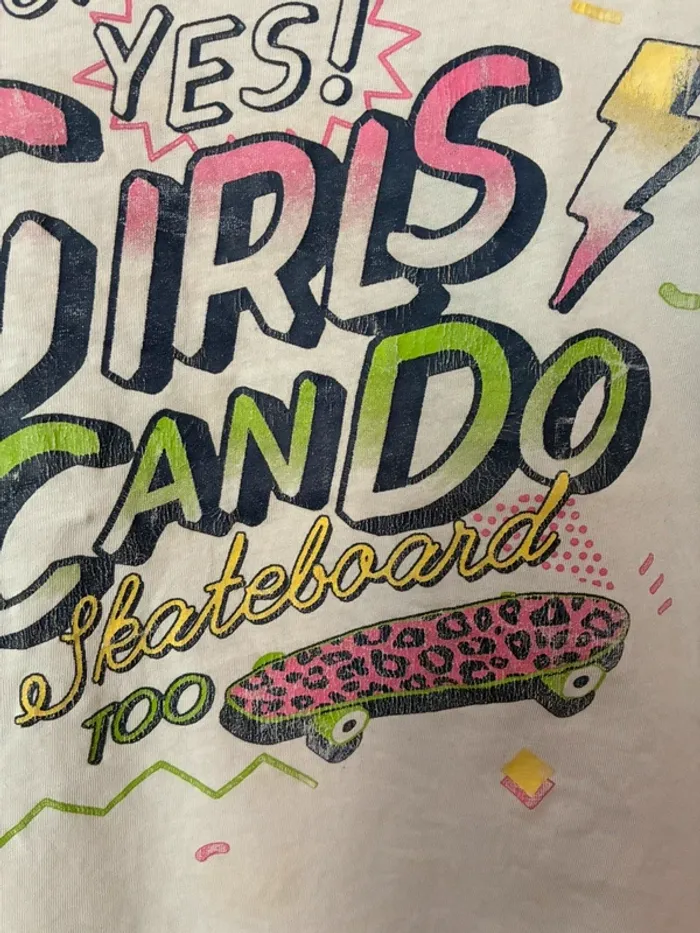 YES!
GIRLS
CAN DO
Skateboard
TOO